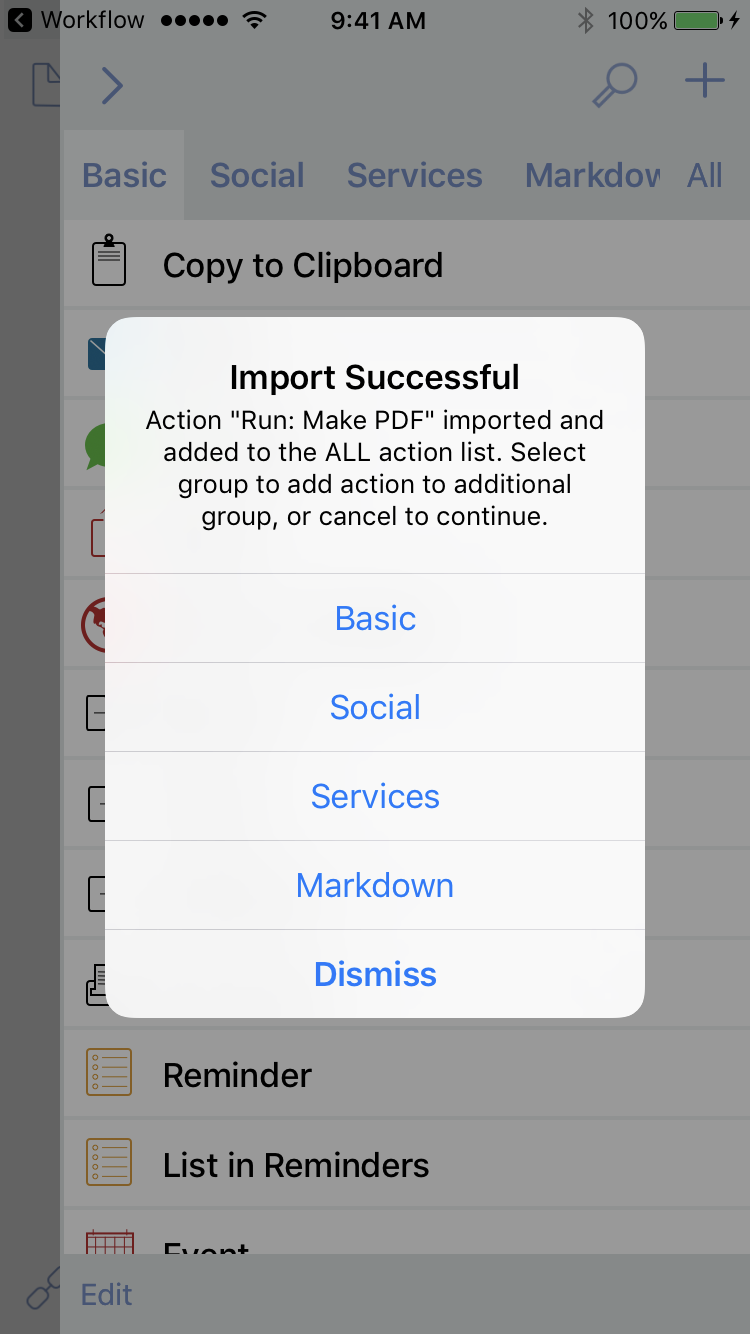 Workflow 9:41 AM 100%
Basic Social Services Markdow All
Copy to Clipboard
Import Successful
Action "Run: Make PDF" imported and
added to the ALL action list. Select
group to add action to additional
group, or cancel to continue.
Basic
Social
Services
Markdown
Dismiss
Reminder
List in Reminders
Event
Edit